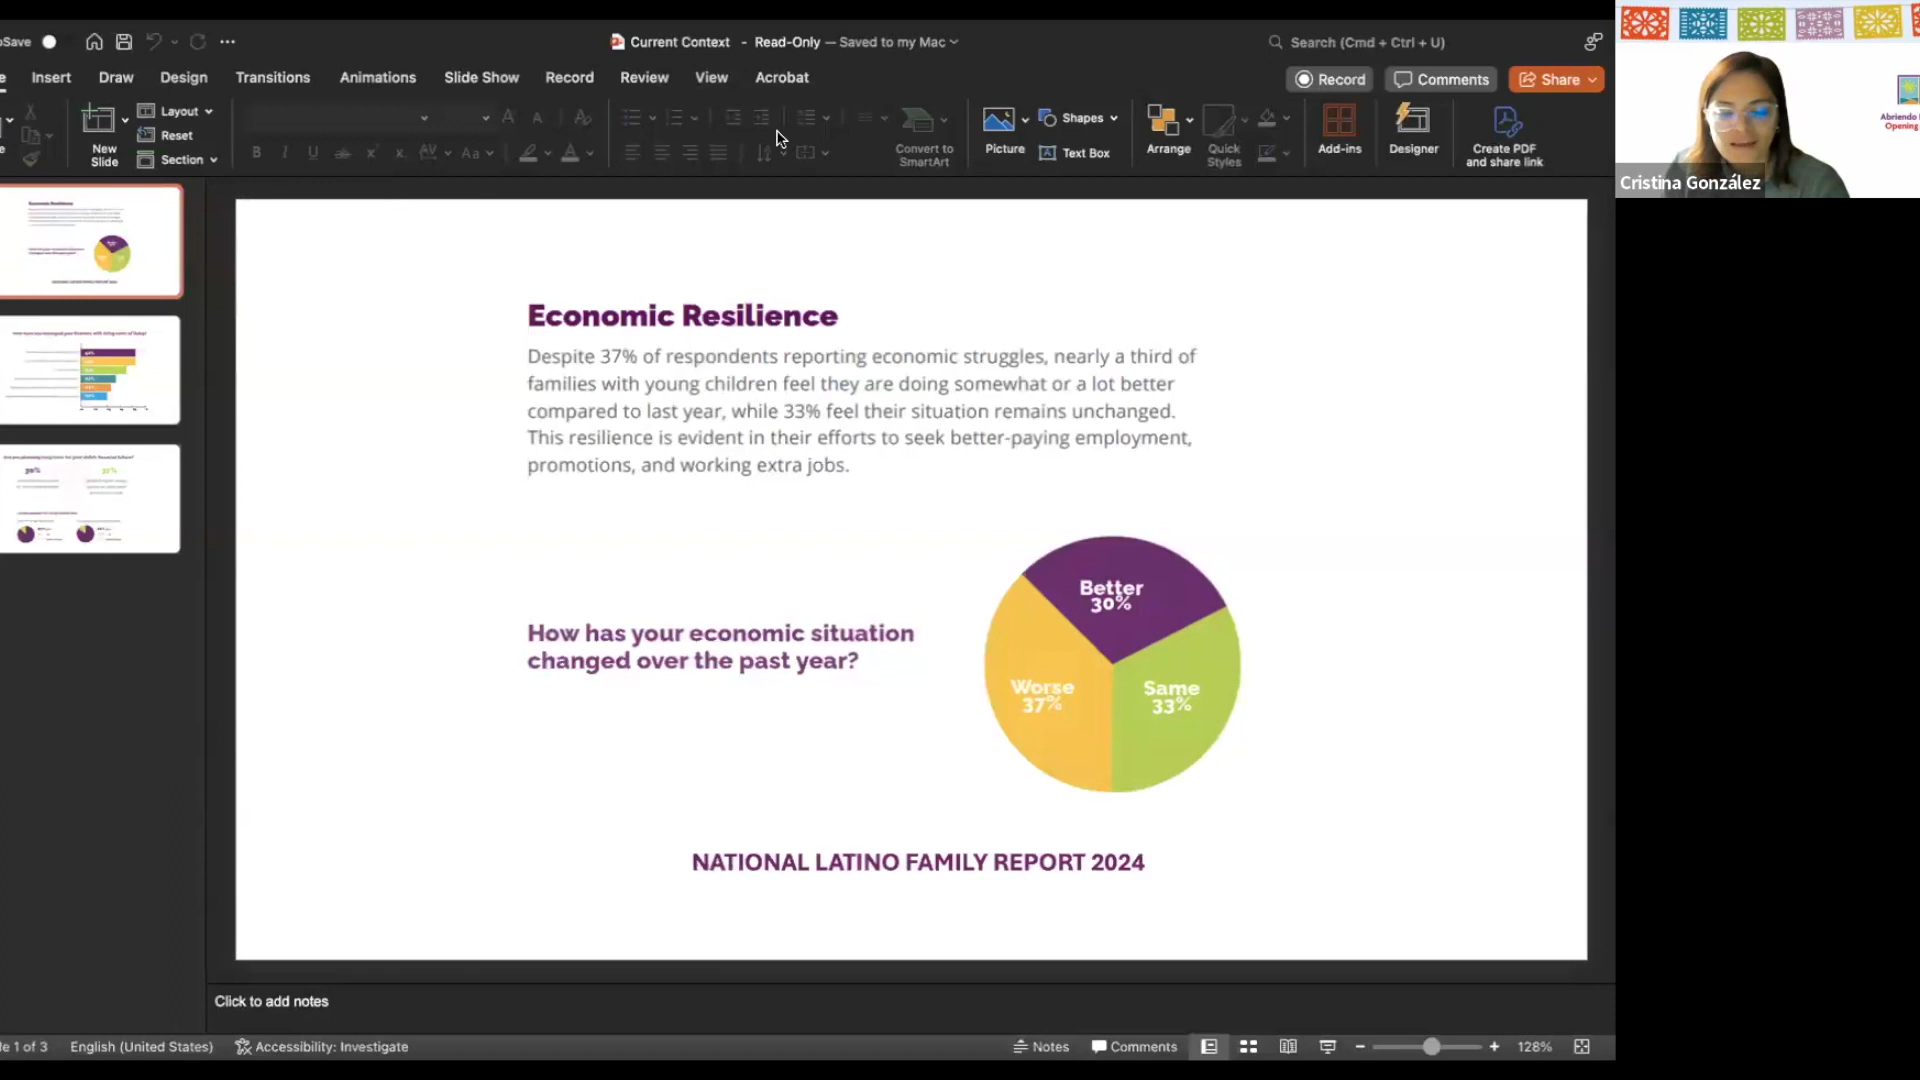 Save
Current Context - Read-Only — Saved to my Mac
Search (Cmd + Ctrl + U)
Insert Draw Design Transitions Animations Slide Show Record Review View Acrobat
Record Comments Share
New Slide
Layout
Reset
Section
B I U ab x x AV Aa A
Convert to SmartArt
Picture
Shapes
Text Box
Arrange
Quick Styles
Add-ins
Designer
Create PDF and share link
Abriendo
Opening
Cristina González
Economic Resilience
Despite 37% of respondents reporting economic struggles, nearly a third of
families with young children feel they are doing somewhat or a lot better
compared to last year, while 33% feel their situation remains unchanged.
This resilience is evident in their efforts to seek better-paying employment,
promotions, and working extra jobs.
How has your economic situation
changed over the past year?
Better
30%
Worse
37%
Same
33%
NATIONAL LATINO FAMILY REPORT 2024
Click to add notes
le 1 of 3 English (United States) Accessibility: Investigate
Notes Comments 128%